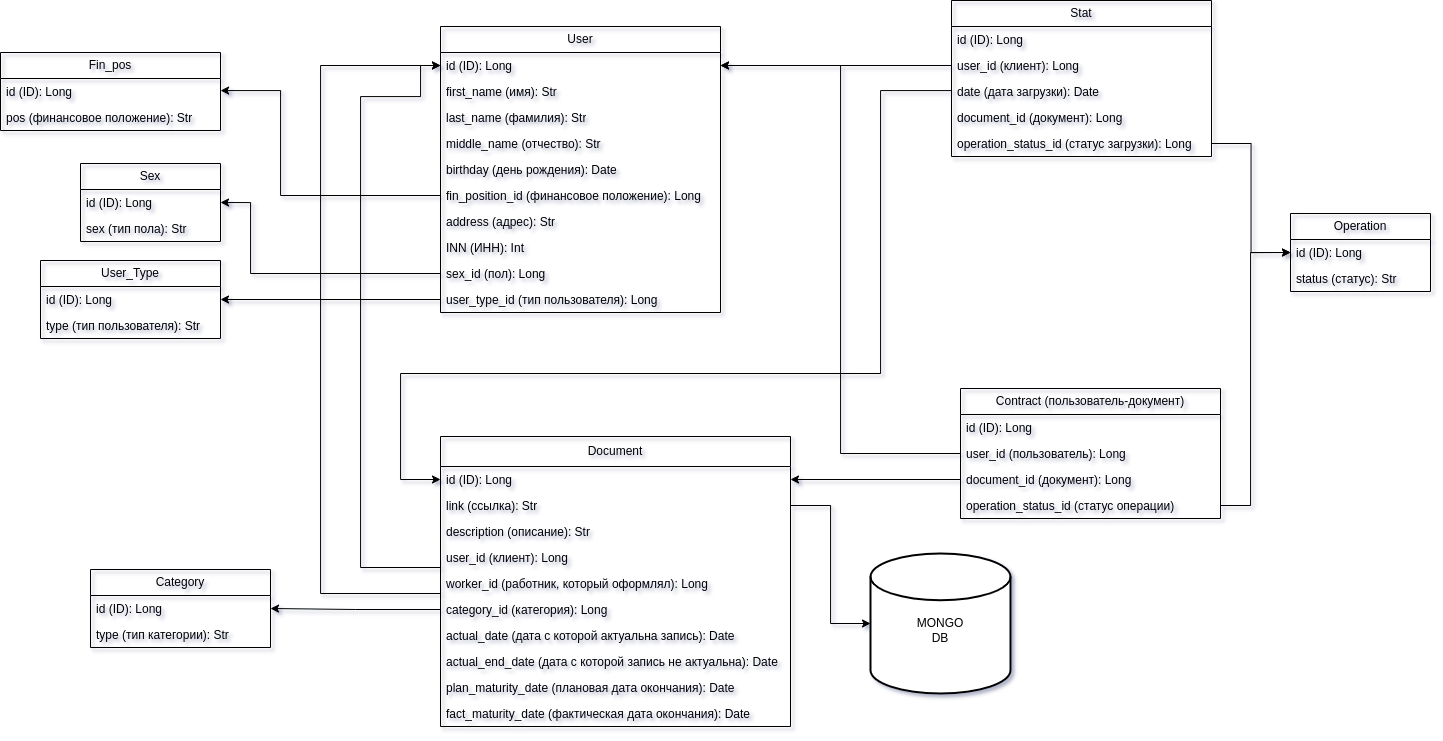 Fin_pos
id (ID): Long
pos (финансовое положение): Str
Sex
id (ID): Long
sex (тип пола): Str
User_Type
id (ID): Long
type (тип пользователя): Str
User
id (ID): Long
first_name (имя): Str
last_name (фамилия): Str
middle_name (отчество): Str
birthday (день рождения): Date
fin_position_id (финансовое положение): Long
address (адрес): Str
INN (ИНН): Int
sex_id (пол): Long
user_type_id (тип пользователя): Long
Stat
id (ID): Long
user_id (клиент): Long
date (дата загрузки): Date
document_id (документ): Long
operation_status_id (статус загрузки): Long
Operation
id (ID): Long
status (статус): Str
Contract (пользователь-документ)
id (ID): Long
user_id (пользователь): Long
document_id (документ): Long
operation_status_id (статус операции)
Document
id (ID): Long
link (ссылка): Str
description (описание): Str
user_id (клиент): Long
worker_id (работник, который оформлял): Long
category_id (категория): Long
actual_date (дата с которой актуальна запись): Date
actual_end_date (дата с которой запись не актуальна): Date
plan_maturity_date (плановая дата окончания): Date
fact_maturity_date (фактическая дата окончания): Date
Category
id (ID): Long
type (тип категории): Str
MONGO
DB